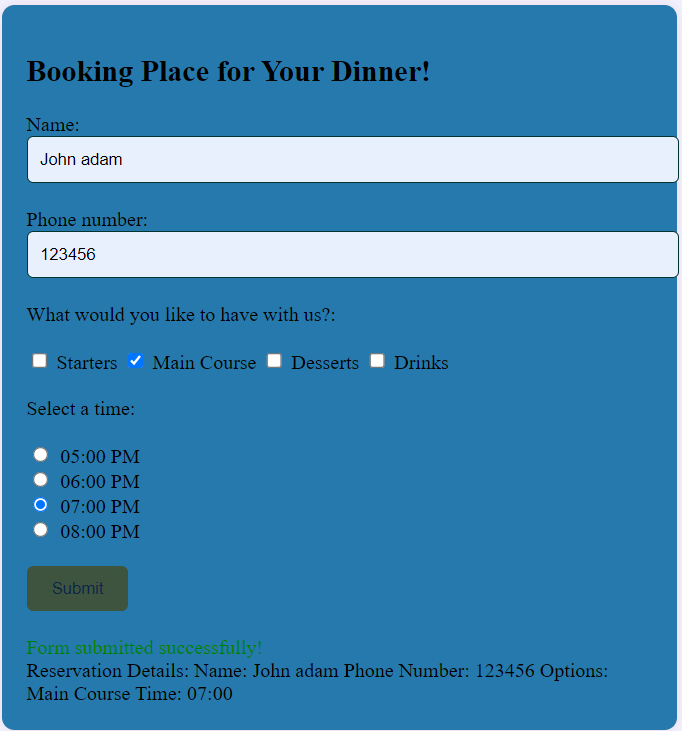 Booking Place for Your Dinner!
Name:
John adam
Phone number:
123456
What would you like to have with us?:
Starters Main Course Desserts Drinks
Select a time:
05:00 PM
06:00 PM
07:00 PM
08:00 PM
Submit
Form submitted successfully!
Reservation Details: Name: John adam Phone Number: 123456 Options:
Main Course Time: 07:00